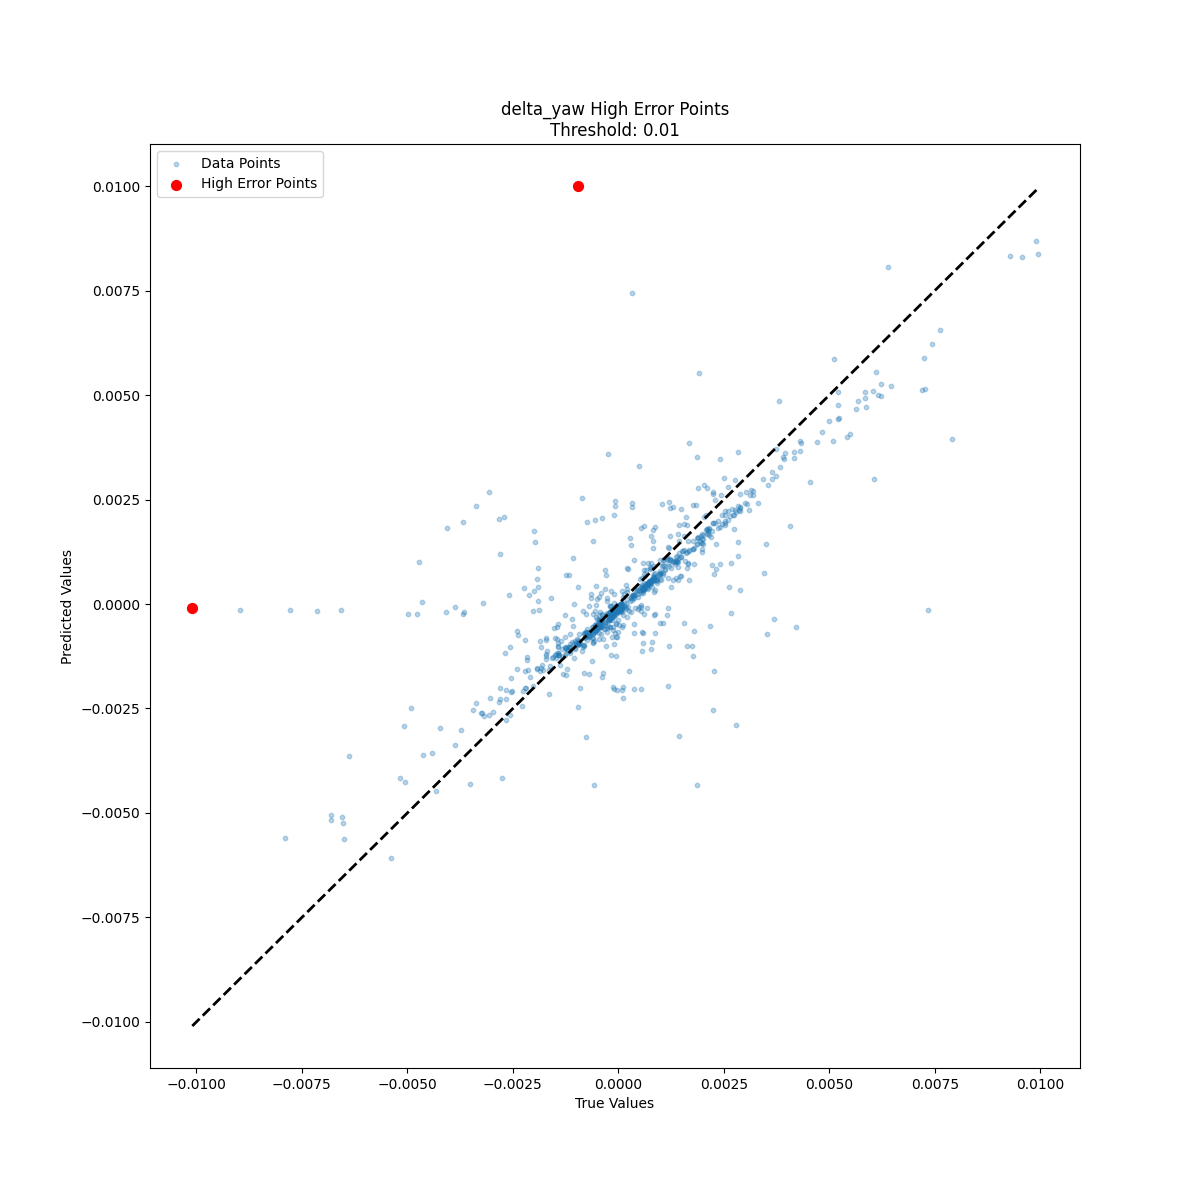 delta_yaw High Error Points
Threshold: 0.01
Data Points
High Error Points
0.0100
0.0075
0.0050
0.0025
0.0000
−0.0025
−0.0050
−0.0075
−0.0100
Predicted Values
−0.0100 −0.0075 −0.0050 −0.0025 0.0000 0.0025 0.0050 0.0075 0.0100
True Values